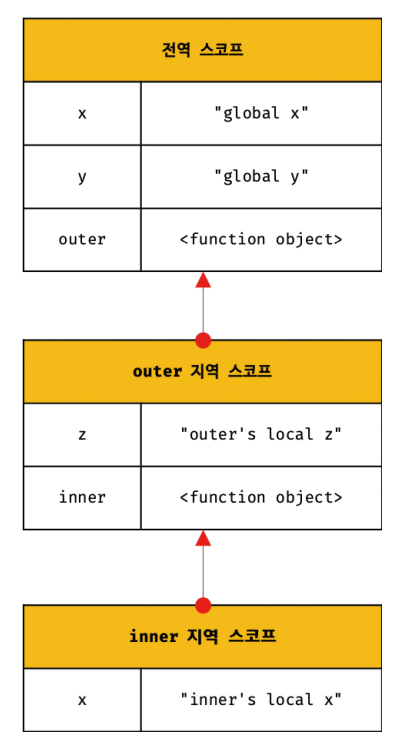 전역 스코프
x "global x"
y "global y"
outer <function object>
outer 지역 스코프
z "outer's local z"
inner <function object>
inner 지역 스코프
x "inner's local x"